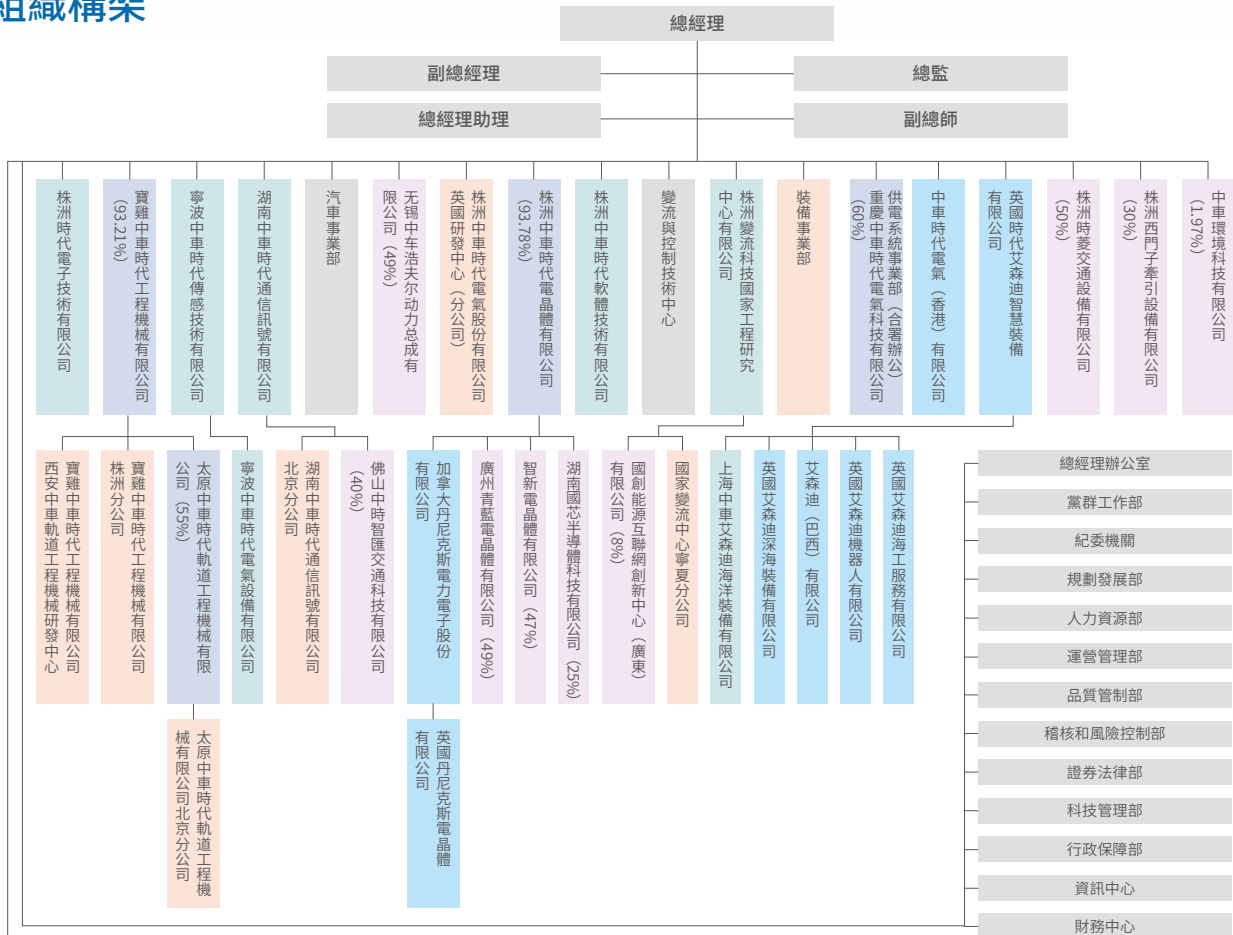 組織構架
總經理
副總經理
總監
總經理助理
副總師
株洲時代電子技術有限公司
寶雞中車時代工程機械有限公司
(93.21%)
寧波中車時代傳感技術有限公司
湖南中車時代通信訊號有限公司
汽車事業部
无锡中车浩夫尔动力总成有
限公司（49%）
株洲中車時代電氣股份有限公司
英國研發中心（分公司）
株洲中車時代電晶體有限公司
(93.78%)
株洲中車時代軟體技術有限公司
變流與控制技術中心
株洲變流科技國家工程研究
中心有限公司
裝備事業部
供電系統事業部（合署辦公）
重慶中車時代電氣科技有限公司
(60%)
中車時代電氣（香港）有限公司
英國時代艾森迪智慧裝備
有限公司
株洲時菱交通設備有限公司
(50%)
株洲西門子牽引設備有限公司
(30%)
中車環境科技有限公司
(1.97%)
寶雞中車時代工程機械有限公司
西安中車軌道工程機械研發中心
寶雞中車時代工程機械有限公司
株洲分公司
太原中車時代軌道工程機械有限
公司（55%）
寧波中車時代電氣設備有限公司
湖南中車時代通信訊號有限公司
北京分公司
佛山中時智匯交通科技有限公司
(40%)
加拿大丹尼克斯電力電子股份
有限公司
廣州青藍電晶體有限公司（49%）
智新電晶體有限公司（47%）
湖南國芯半導體科技有限公司（25%）
國創能源互聯網創新中心（廣東）
有限公司（8%）
國家變流中心寧夏分公司
上海中車艾森迪海洋裝備有限公司
英國艾森迪深海裝備有限公司
艾森迪（巴西）有限公司
英國艾森迪機器人有限公司
英國艾森迪海工服務有限公司
太原中車時代軌道工程機
械有限公司北京分公司
英國丹尼克斯電晶體
有限公司
總經理辦公室
黨群工作部
紀委機關
規劃發展部
人力資源部
運營管理部
品質管制部
稽核和風險控制部
證券法律部
科技管理部
行政保障部
資訊中心
財務中心